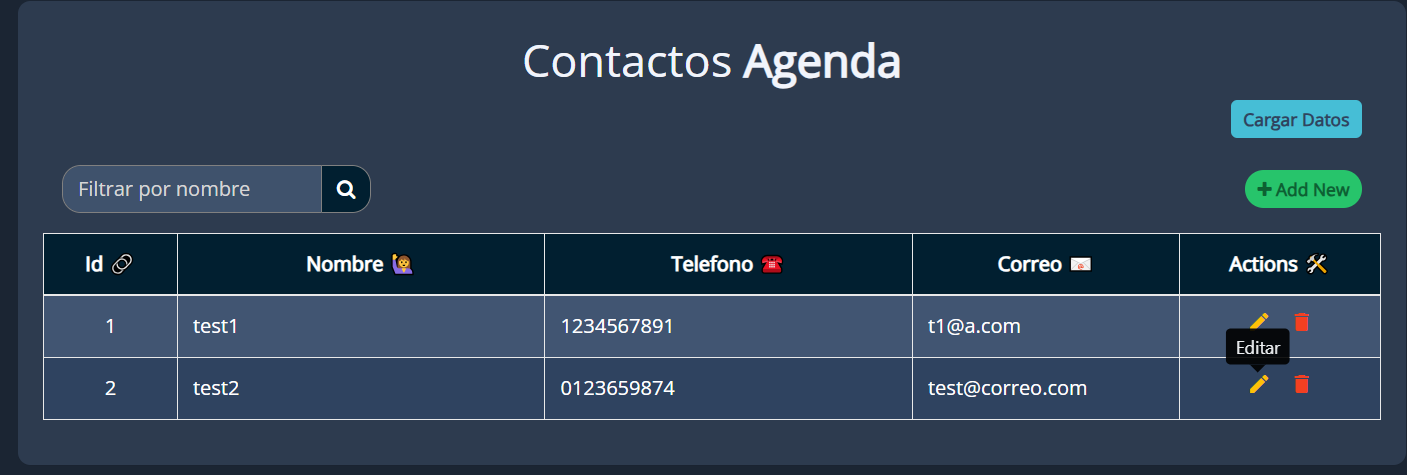 Contactos Agenda
Cargar Datos
Filtrar por nombre
Add New
Id Nombre Telefono Correo Actions
1 test1 1234567891 t1@a.com
Editar
2 test2 0123659874 test@correo.com